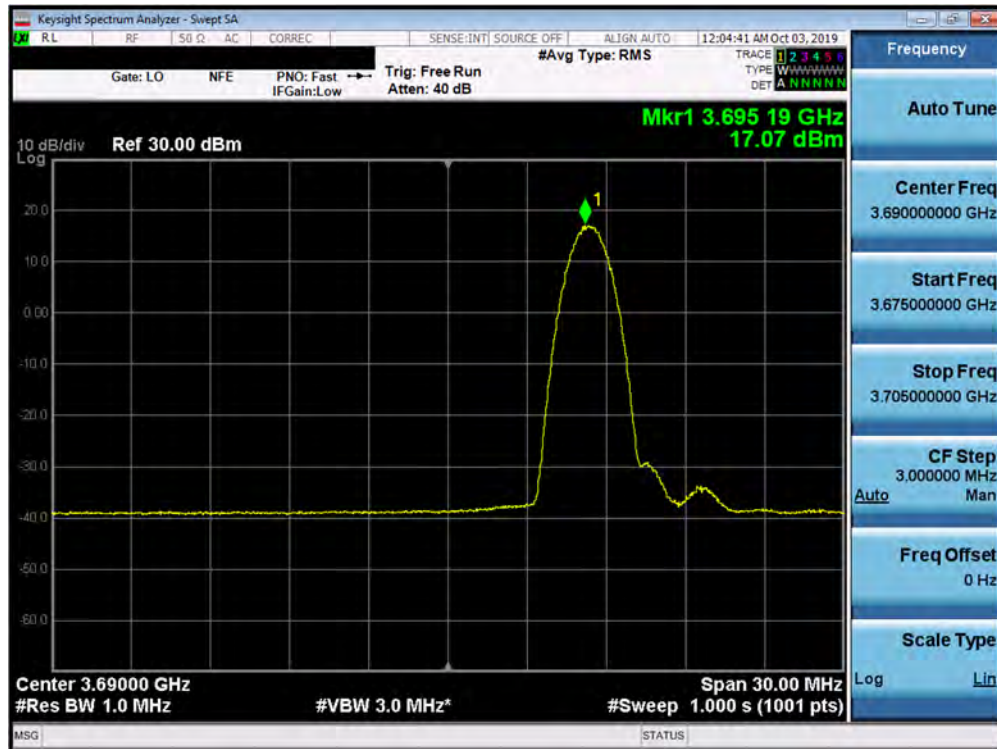 Keysight Spectrum Analyzer - Swept SA
LXI RL RF 50 Ω AC CORREC SENSE:INT SOURCE OFF ALIGN AUTO 12:04:41 AM Oct 03, 2019
#Avg Type: RMS TRACE 1 2 3 4 5 6
Gate: LO NFE PNO: Fast Trig: Free Run TYPE WWWWWW
IFGain:Low Atten: 40 dB DET A N N N N N
Mkr1 3.695 19 GHz
17.07 dBm
10 dB/div Ref 30.00 dBm
Log
20.0
1
10.0
0.00
-10.0
-20.0
-30.0
-40.0
-50.0
-60.0
Center 3.69000 GHz Span 30.00 MHz
#Res BW 1.0 MHz #VBW 3.0 MHz* #Sweep 1.000 s (1001 pts)
MSG STATUS
Frequency
Auto Tune
Center Freq
3.690000000 GHz
Start Freq
3.675000000 GHz
Stop Freq
3.705000000 GHz
CF Step
3.000000 MHz
Auto Man
Freq Offset
0 Hz
Scale Type
Log Lin